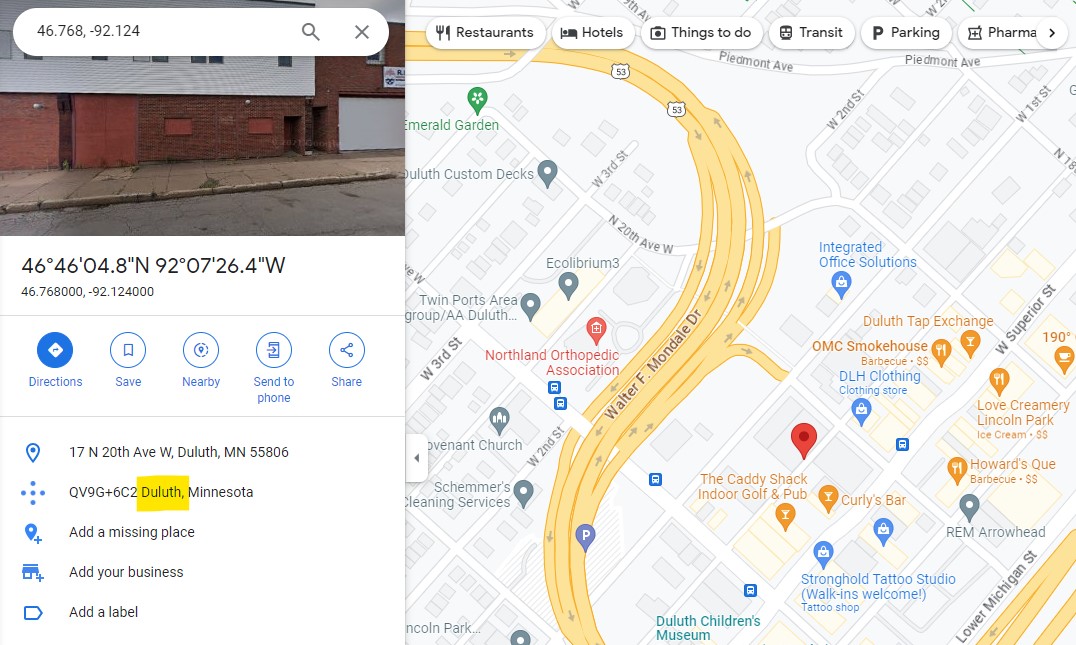 46.768, -92.124
Restaurants
Hotels
Things to do
Transit
Parking
Pharma
46°46'04.8"N 92°07'26.4"W
46.768000, -92.124000
Directions
Save
Nearby
Send to
phone
Share
17 N 20th Ave W, Duluth, MN 55806
QV9G+6C2 Duluth, Minnesota
Add a missing place
Add your business
Add a label
Piedmont Ave
Piedmont Ave
53
53
W 2nd St
W 1st St
Emerald Garden
Duluth Custom Decks
W 3rd St
N 20th Ave W
Integrated
Office Solutions
Ecolibrium3
Twin Ports Area
group/AA Duluth...
Northland Orthopedic
Association
W 3rd St
Walter F. Mondale Dr
Duluth Tap Exchange
W Superior St
190°
OMC Smokehouse
Barbecue • $$
DLH Clothing
Clothing store
Love Creamery
Lincoln Park
Ice Cream • $$
ovenant Church
W 2nd St
Howard's Que
Barbecue • $$
The Caddy Shack
Indoor Golf & Pub
Curly's Bar
Schemmer's
Cleaning Services
P
REM Arrowhead
Stronghold Tattoo Studio
(Walk-ins welcome!)
Tattoo shop
Lower Michigan St
Duluth Children's
Museum
ncoln Park...